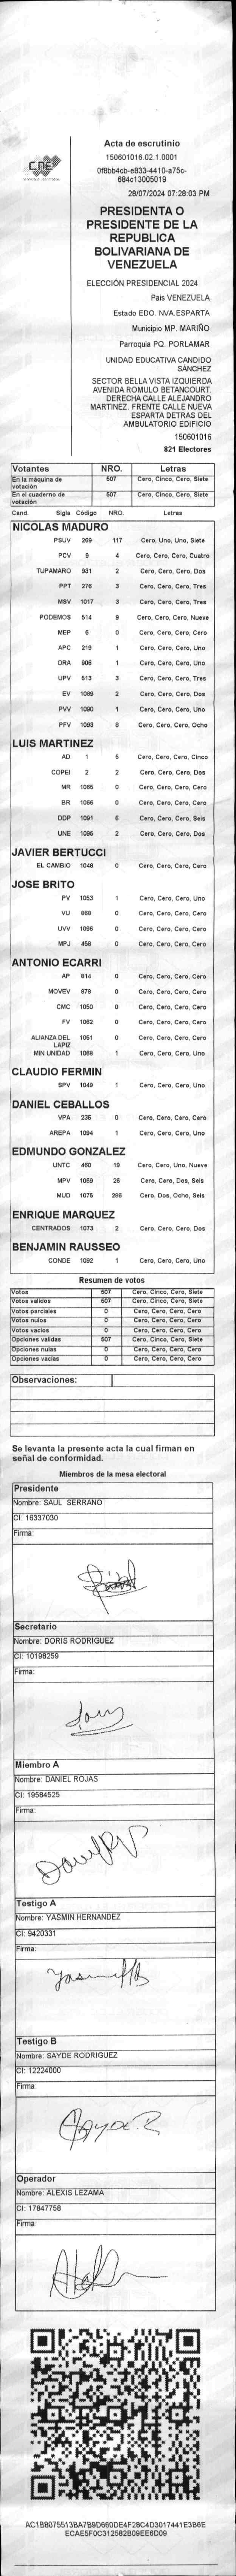 CNE
Acta de escrutinio
150601016.02.1.0001
0f8bb4cb-e833-4410-a75c-
684c13005019
28/07/2024 07:28:03 PM
PRESIDENTA O
PRESIDENTE DE LA
REPUBLICA
BOLIVARIANA DE
VENEZUELA
ELECCIÓN PRESIDENCIAL 2024
Pais VENEZUELA
Estado EDO. NVA.ESPARTA
Municipio MP. MARIÑO
Parroquia PQ. PORLAMAR
UNIDAD EDUCATIVA CANDIDO
SÁNCHEZ
SECTOR BELLA VISTA IZQUIERDA
AVENIDA ROMULO BETANCOURT.
DERECHA CALLE ALEJANDRO
MARTINEZ. FRENTE CALLE NUEVA
ESPARTA DETRAS DEL
AMBULATORIO EDIFICIO
150601016
821 Electores
Votantes NRO. Letras
En la máquina de votación 507 Cero, Cinco, Cero, Siete
En el cuaderno de votación 507 Cero, Cinco, Cero, Siete
Cand. Sigla Código NRO. Letras
NICOLAS MADURO
PSUV 269 117 Cero, Uno, Uno, Siete
PCV 9 4 Cero, Cero, Cero, Cuatro
TUPAMARO 931 2 Cero, Cero, Cero, Dos
PPT 276 3 Cero, Cero, Cero, Tres
MSV 1017 3 Cero, Cero, Cero, Tres
PODEMOS 514 9 Cero, Cero, Cero, Nueve
MEP 6 0 Cero, Cero, Cero, Cero
APC 219 1 Cero, Cero, Cero, Uno
ORA 906 1 Cero, Cero, Cero, Uno
UPV 513 3 Cero, Cero, Cero, Tres
EV 1089 2 Cero, Cero, Cero, Dos
PVV 1090 1 Cero, Cero, Cero, Uno
PFV 1093 8 Cero, Cero, Cero, Ocho
LUIS MARTINEZ
AD 1 5 Cero, Cero, Cero, Cinco
COPEI 2 2 Cero, Cero, Cero, Dos
MR 1065 0 Cero, Cero, Cero, Cero
BR 1066 0 Cero, Cero, Cero, Cero
DDP 1091 6 Cero, Cero, Cero, Seis
UNE 1095 2 Cero, Cero, Cero, Dos
JAVIER BERTUCCI
EL CAMBIO 1048 0 Cero, Cero, Cero, Cero
JOSE BRITO
PV 1053 1 Cero, Cero, Cero, Uno
VU 868 0 Cero, Cero, Cero, Cero
UVV 1096 0 Cero, Cero, Cero, Cero
MPJ 458 0 Cero, Cero, Cero, Cero
ANTONIO ECARRI
AP 814 0 Cero, Cero, Cero, Cero
MOVEV 878 0 Cero, Cero, Cero, Cero
CMC 1050 0 Cero, Cero, Cero, Cero
FV 1062 0 Cero, Cero, Cero, Cero
ALIANZA DEL LAPIZ 1051 0 Cero, Cero, Cero, Cero
MIN UNIDAD 1068 1 Cero, Cero, Cero, Uno
CLAUDIO FERMIN
SPV 1049 1 Cero, Cero, Cero, Uno
DANIEL CEBALLOS
VPA 236 0 Cero, Cero, Cero, Cero
AREPA 1094 1 Cero, Cero, Cero, Uno
EDMUNDO GONZALEZ
UNTC 460 19 Cero, Cero, Uno, Nueve
MPV 1069 26 Cero, Cero, Dos, Seis
MUD 1075 286 Cero, Dos, Ocho, Seis
ENRIQUE MARQUEZ
CENTRADOS 1073 2 Cero, Cero, Cero, Dos
BENJAMIN RAUSSEO
CONDE 1092 1 Cero, Cero, Cero, Uno
Resumen de votos
Votos 507 Cero, Cinco, Cero, Siete
Votos validos 507 Cero, Cinco, Cero, Siete
Votos parciales 0 Cero, Cero, Cero, Cero
Votos nulos 0 Cero, Cero, Cero, Cero
Votos vacios 0 Cero, Cero, Cero, Cero
Opciones validas 507 Cero, Cinco, Cero, Siete
Opciones nulas 0 Cero, Cero, Cero, Cero
Opciones vacias 0 Cero, Cero, Cero, Cero
Observaciones:
Se levanta la presente acta la cual firman en
señal de conformidad.
Miembros de la mesa electoral
Presidente
Nombre: SAUL SERRANO
CI: 16337030
Firma:
Secretario
Nombre: DORIS RODRIGUEZ
CI: 10198259
Firma:
Miembro A
Nombre: DANIEL ROJAS
CI: 19584525
Firma:
Testigo A
Nombre: YASMIN HERNANDEZ
CI: 9420331
Firma:
Testigo B
Nombre: SAYDE RODRIGUEZ
CI: 12224000
Firma:
Operador
Nombre: ALEXIS LEZAMA
CI: 17847758
Firma:
AC1B8075513BA7B9D660DE4F28C4D3017441E3B6E
ECAE5F0C312582B09EE6D09